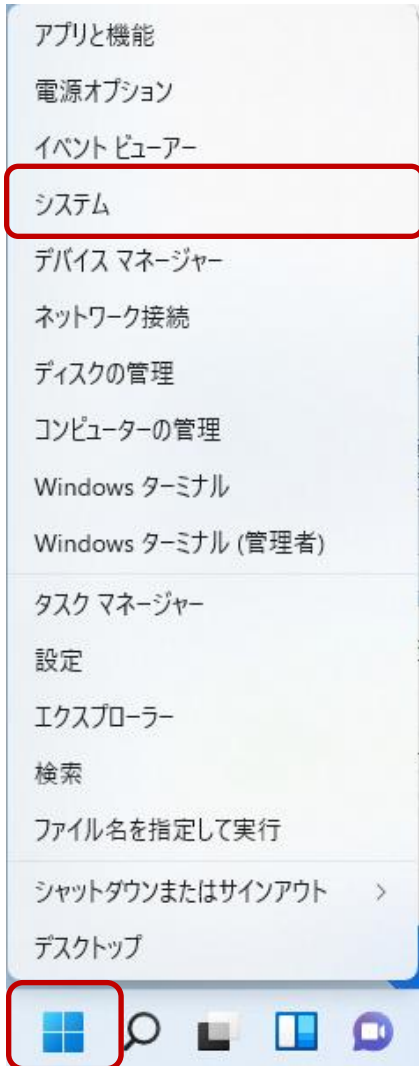 アプリと機能
電源オプション
イベント ビューアー
システム
デバイス マネージャー
ネットワーク接続
ディスクの管理
コンピューターの管理
Windows ターミナル
Windows ターミナル (管理者)
タスク マネージャー
設定
エクスプローラー
検索
ファイル名を指定して実行
シャットダウンまたはサインアウト
デスクトップ